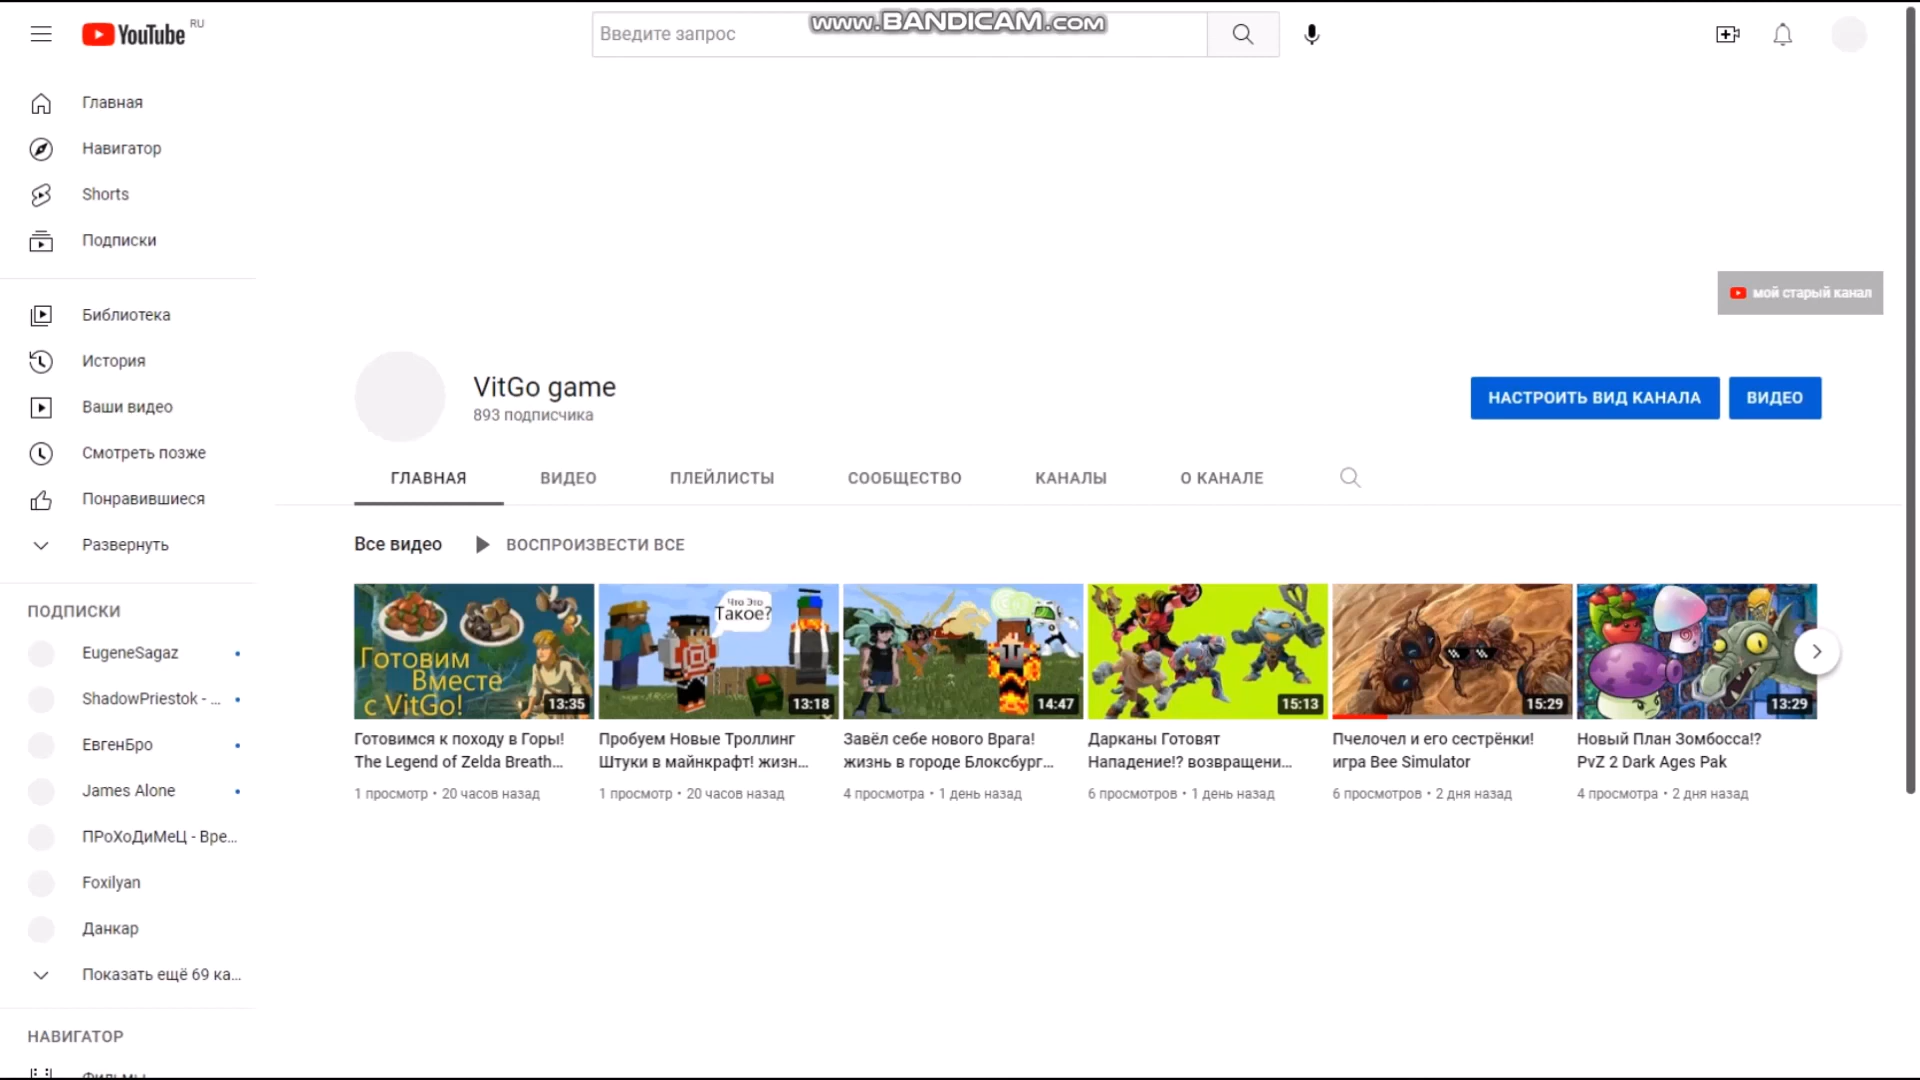 YouTube RU
Введите запрос
www.BANDICAM.com
Главная
Навигатор
Shorts
Подписки
Библиотека
История
Ваши видео
Смотреть позже
Понравившиеся
Развернуть
ПОДПИСКИ
EugeneSagaz
ShadowPriestok - ...
ЕвгенБро
James Alone
ПРоХоДиМеЦ - Вре...
Foxilyan
Данкар
Показать ещё 69 ка...
НАВИГАТОР
Фильмы
мой старый канал
VitGo game
893 подписчика
НАСТРОИТЬ ВИД КАНАЛА
ВИДЕО
ГЛАВНАЯ
ВИДЕО
ПЛЕЙЛИСТЫ
СООБЩЕСТВО
КАНАЛЫ
О КАНАЛЕ
Все видео
ВОСПРОИЗВЕСТИ ВСЕ
Готовим
Вместе
с VitGo!
13:35
Готовимся к походу в Горы!
The Legend of Zelda Breath...
1 просмотр • 20 часов назад
Что Это
Такое?
13:18
Пробуем Новые Троллинг
Штуки в майнкрафт! жизн...
1 просмотр • 20 часов назад
14:47
Завёл себе нового Врага!
жизнь в городе Блоксбург...
4 просмотра • 1 день назад
15:13
Дарканы Готовят
Нападение!? возвращени...
6 просмотров • 1 день назад
15:29
Пчелочел и его сестрёнки!
игра Bee Simulator
6 просмотров • 2 дня назад
13:29
Новый План Зомбосса!?
PvZ 2 Dark Ages Pak
4 просмотра • 2 дня назад